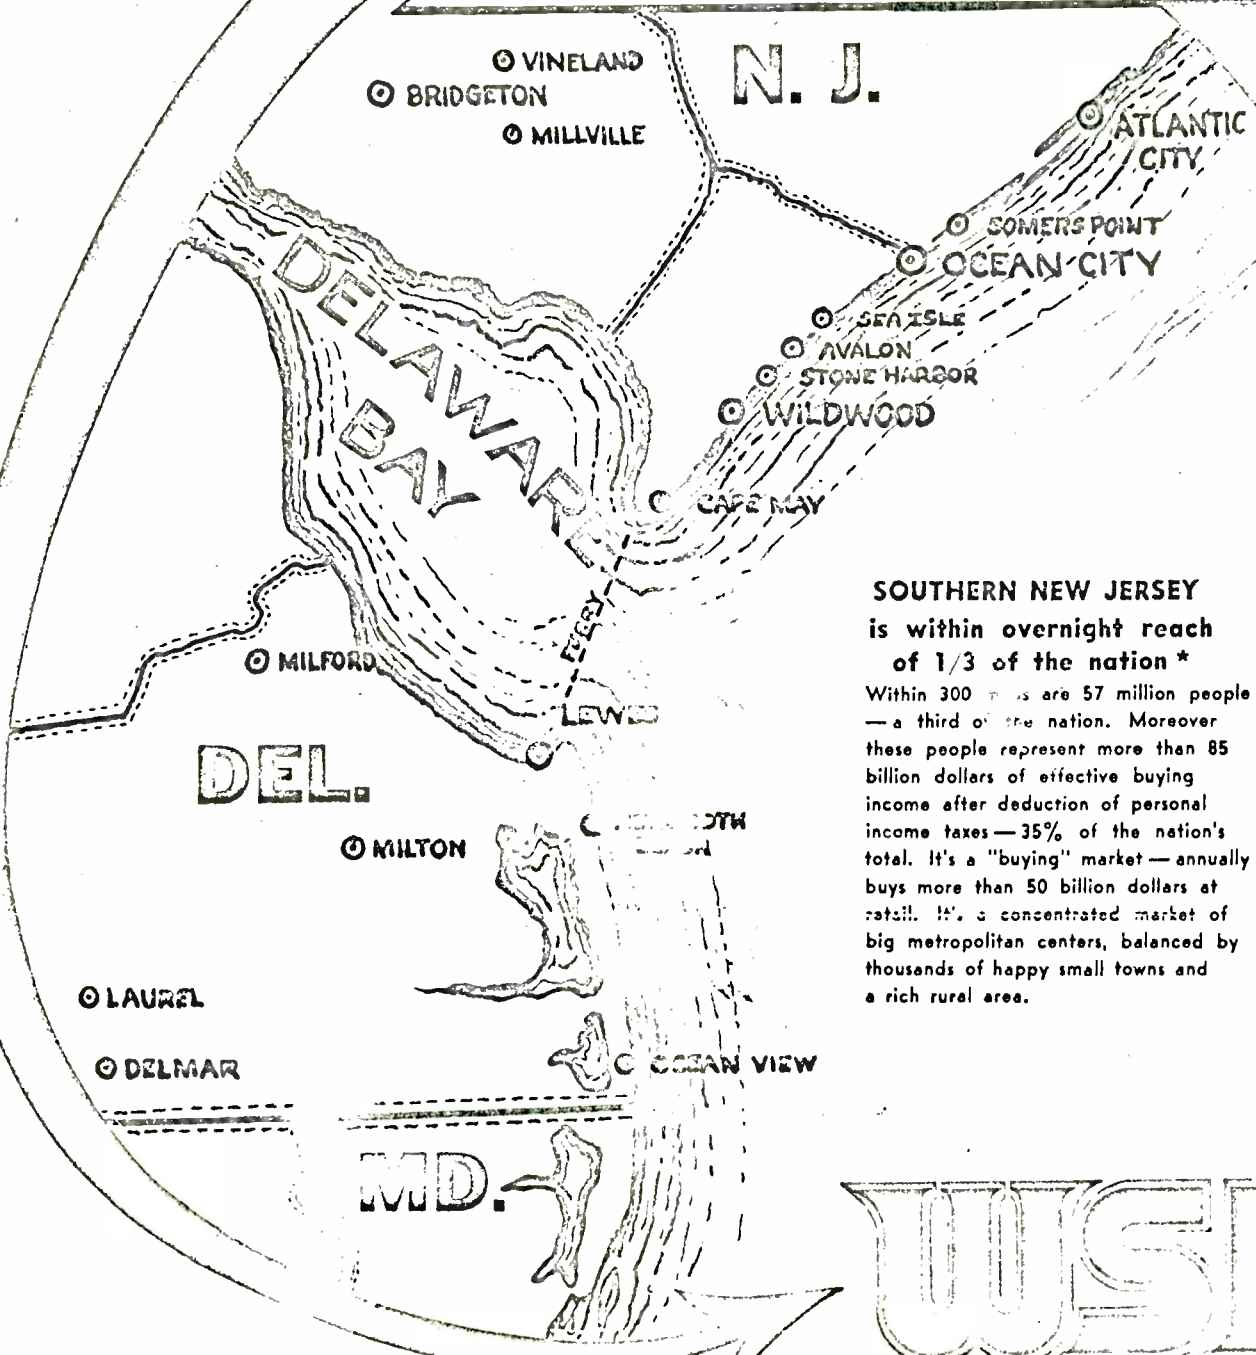 VINELAND
N. J.
BRIDGETON
MILLVILLE
ATLANTIC
CITY
SOMERS POINT
OCEAN CITY
DELAWARE
BAY
SEA ISLE
AVALON
STONE HARBOR
WILDWOOD
CAPE MAY
FERRY
MILFORD
LEWES
DEL.
MILTON
LAUREL
DELMAR
OCEAN VIEW
MD.
SOUTHERN NEW JERSEY
is within overnight reach
of 1/3 of the nation *
Within 300 are 57 million people
— a third of the nation. Moreover
these people represent more than 85
billion dollars of effective buying
income after deduction of personal
income taxes — 35% of the nation's
total. It's a "buying" market — annually
buys more than 50 billion dollars at
retail. It's a concentrated market of
big metropolitan centers, balanced by
thousands of happy small towns and
a rich rural area.